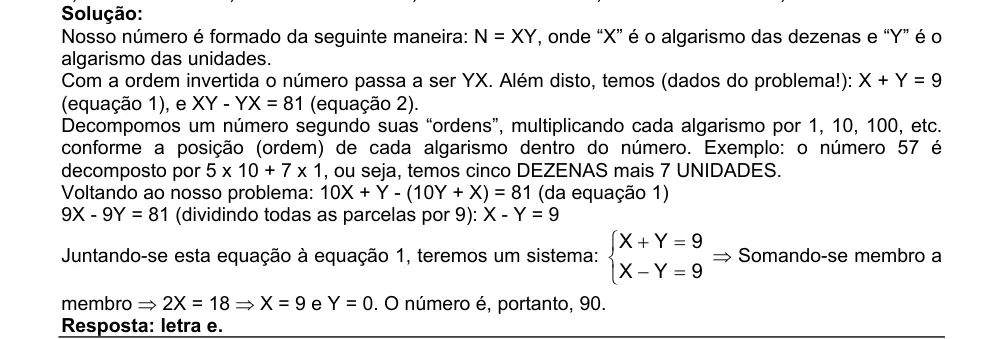 Solução:
Nosso número é formado da seguinte maneira: N = XY, onde “X” é o algarismo das dezenas e “Y” é o
algarismo das unidades.
Com a ordem invertida o número passa a ser YX. Além disto, temos (dados do problema!): X + Y = 9
(equação 1), e XY - YX = 81 (equação 2).
Decompomos um número segundo suas “ordens”, multiplicando cada algarismo por 1, 10, 100, etc.
conforme a posição (ordem) de cada algarismo dentro do número. Exemplo: o número 57 é
decomposto por 5 x 10 + 7 x 1, ou seja, temos cinco DEZENAS mais 7 UNIDADES.
Voltando ao nosso problema: 10X + Y - (10Y + X) = 81 (da equação 1)
9X - 9Y = 81 (dividindo todas as parcelas por 9): X - Y = 9
Juntando-se esta equação à equação 1, teremos um sistema: { X + Y = 9
X − Y = 9 ⇒ Somando-se membro a
membro ⇒ 2X = 18 ⇒ X = 9 e Y = 0. O número é, portanto, 90.
Resposta: letra e.